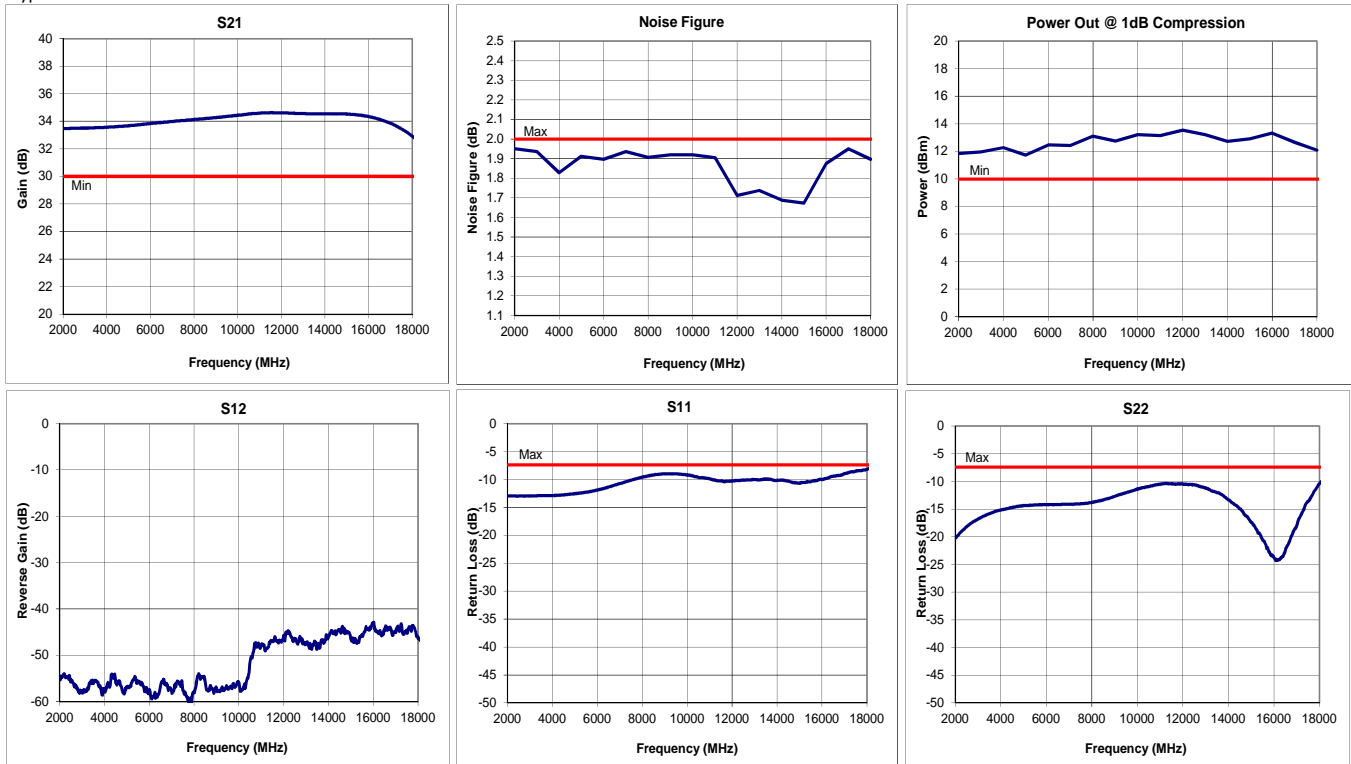 S21
Gain (dB)
40
38
36
34
32
30
28
26
24
22
20
Min
2000 4000 6000 8000 10000 12000 14000 16000 18000
Frequency (MHz)
Noise Figure
Noise Figure (dB)
2.5
2.4
2.3
2.2
2.1
2.0
1.9
1.8
1.7
1.6
1.5
1.4
1.3
1.2
1.1
Max
2000 4000 6000 8000 10000 12000 14000 16000 18000
Frequency (MHz)
Power Out @ 1dB Compression
Power (dBm)
20
18
16
14
12
10
8
6
4
2
0
Min
2000 4000 6000 8000 10000 12000 14000 16000 18000
Frequency (MHz)
S12
Reverse Gain (dB)
0
-10
-20
-30
-40
-50
-60
2000 4000 6000 8000 10000 12000 14000 16000 18000
Frequency (MHz)
S11
Return Loss (dB)
0
-5
-10
-15
-20
-25
-30
-35
-40
-45
-50
Max
2000 4000 6000 8000 10000 12000 14000 16000 18000
Frequency (MHz)
S22
Return Loss (dB)
0
-5
-10
-15
-20
-25
-30
-35
-40
-45
-50
Max
2000 4000 6000 8000 10000 12000 14000 16000 18000
Frequency (MHz)